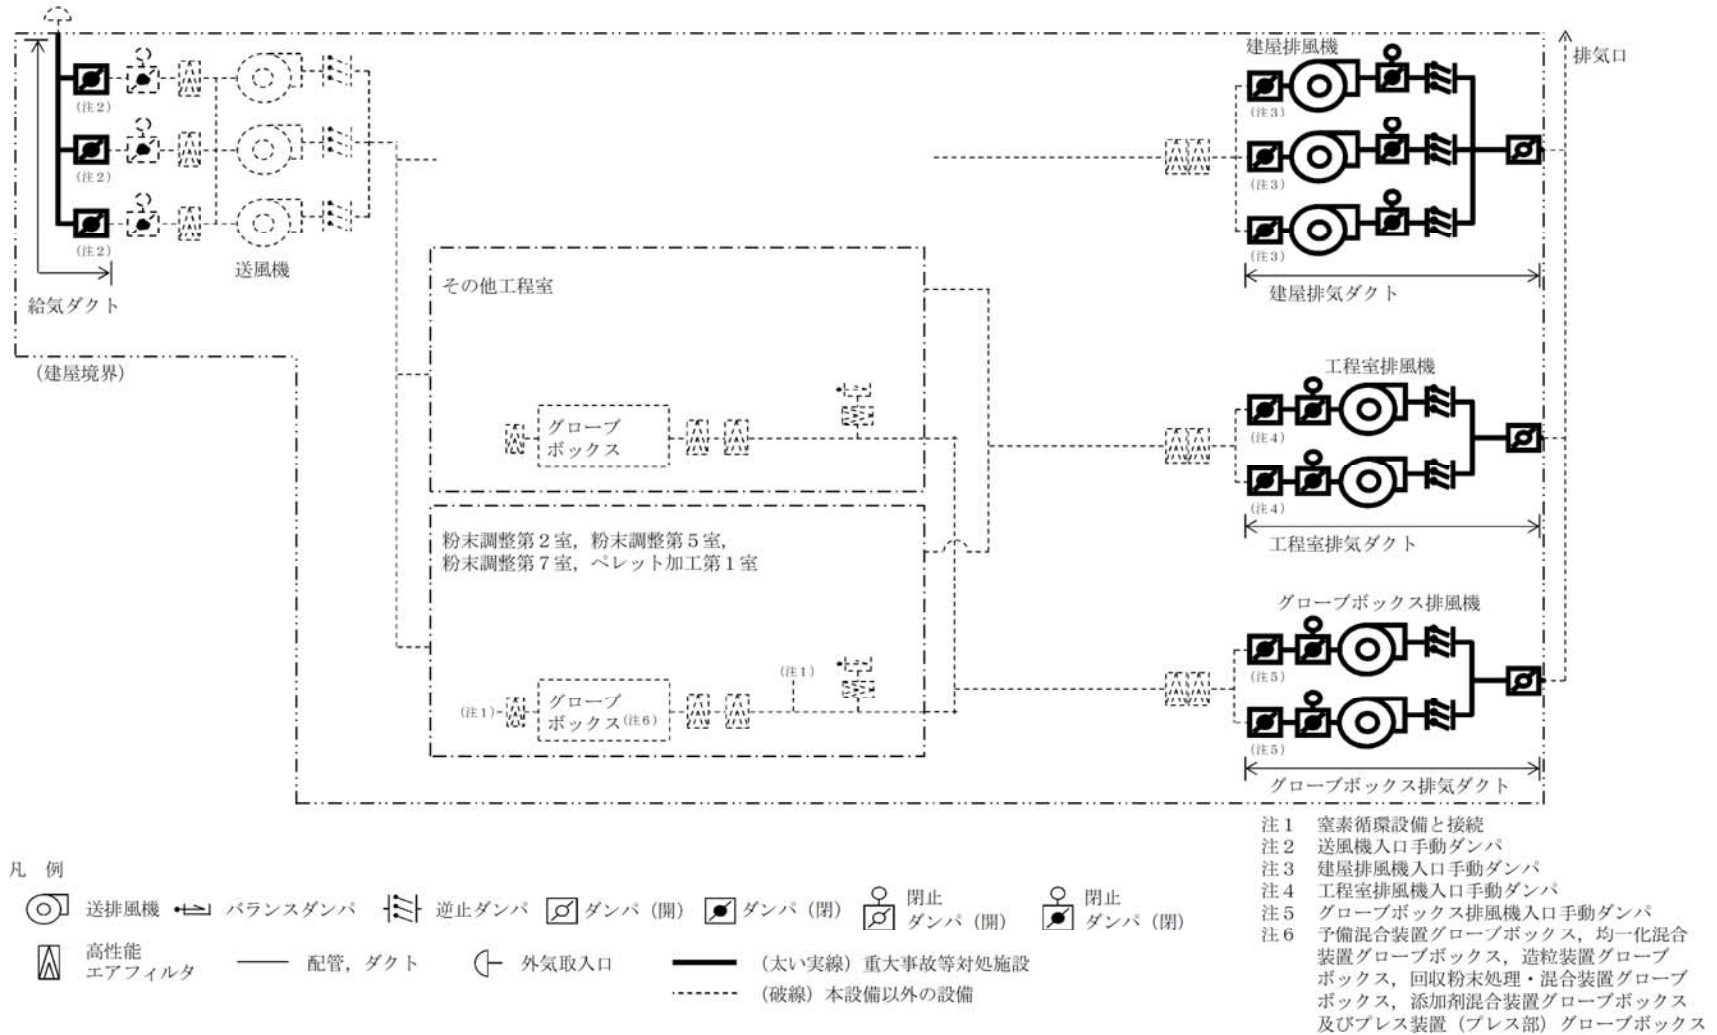 建屋排風機
排気口
(注2)
(注2)
(注2)
送風機
給気ダクト
(建屋境界)
(注3)
(注3)
(注3)
建屋排気ダクト
その他工程室
グローブ
ボックス
工程室排風機
(注4)
(注4)
工程室排気ダクト
粉末調整第2室，粉末調整第5室，
粉末調整第7室，ペレット加工第1室
(注1)
グローブ
ボックス(注6)
(注1)
グローブボックス排風機
(注5)
(注5)
グローブボックス排気ダクト
注1 窒素循環設備と接続
注2 送風機入口手動ダンパ
注3 建屋排風機入口手動ダンパ
注4 工程室排風機入口手動ダンパ
注5 グローブボックス排風機入口手動ダンパ
注6 予備混合装置グローブボックス，均一化混合
装置グローブボックス，造粒装置グローブ
ボックス，回収粉末処理・混合装置グローブ
ボックス，添加剤混合装置グローブボックス
及びプレス装置（プレス部）グローブボックス
凡 例
送排風機
バランスダンパ
逆止ダンパ
ダンパ（開）
ダンパ（閉）
閉止
ダンパ（開）
閉止
ダンパ（閉）
高性能
エアフィルタ
配管，ダクト
外気取入口
（太い実線）重大事故等対処施設
（破線）本設備以外の設備